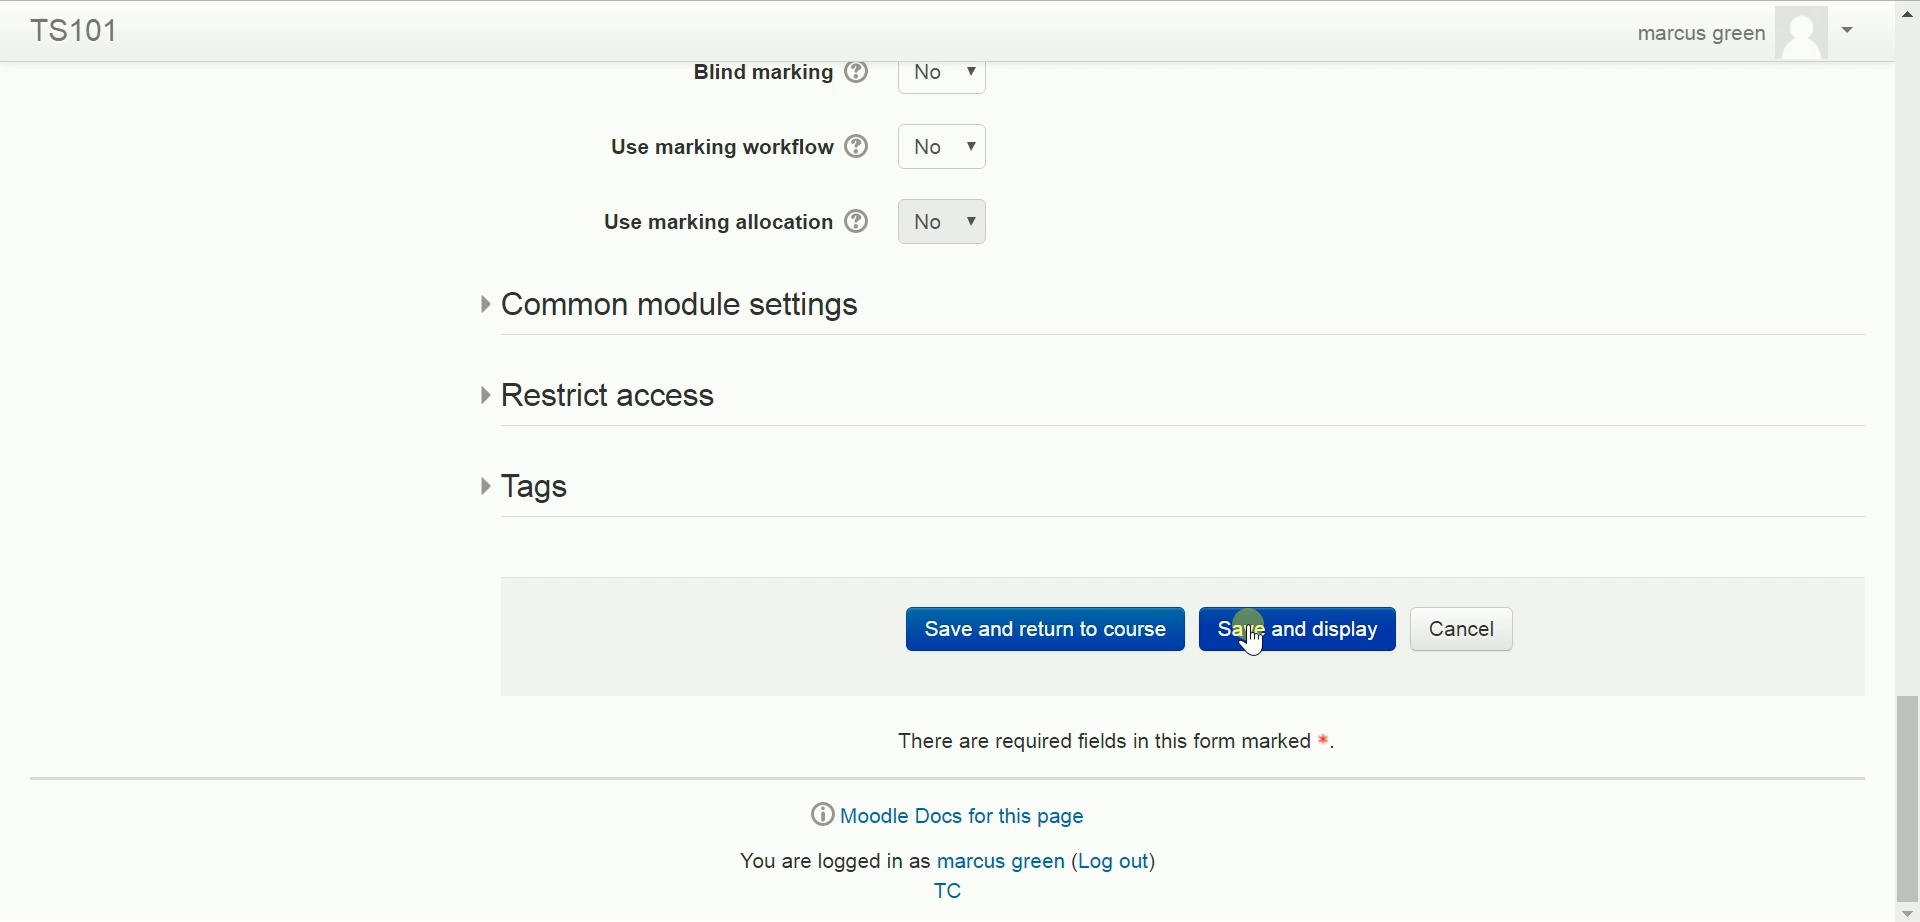 TS101
marcus green
Blind marking No
Use marking workflow No
Use marking allocation No
Common module settings
Restrict access
Tags
Save and return to course Save and display Cancel
There are required fields in this form marked *.
Moodle Docs for this page
You are logged in as marcus green (Log out)
TC